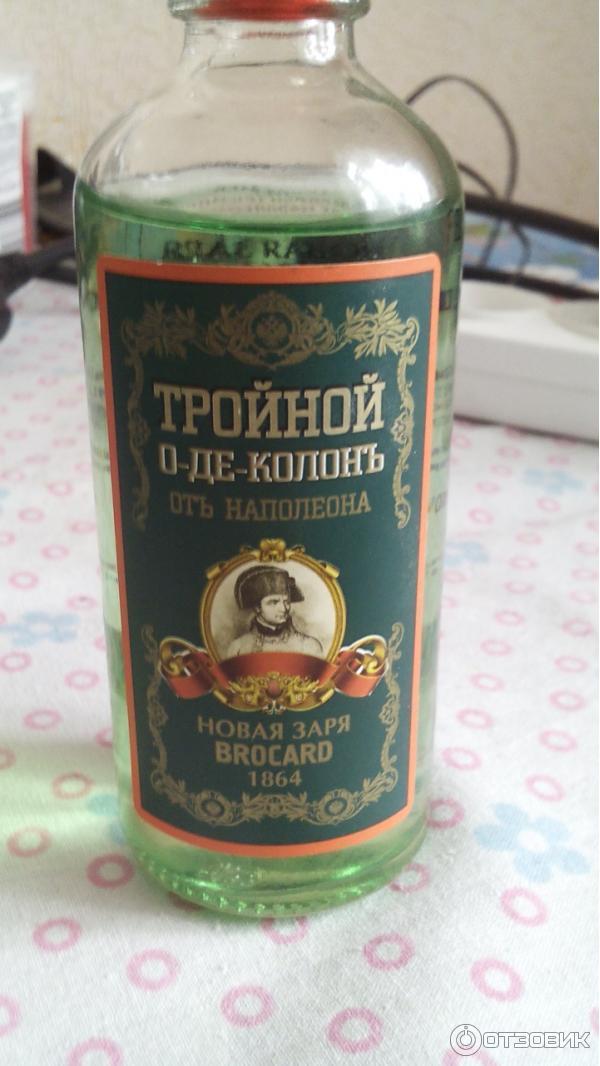 ТРОЙНОЙ
О-ДЕ-КОЛОНЪ
ОТЪ НАПОЛЕОНА
НОВАЯ ЗАРЯ
BROCARD
1864
ОТЗОВИК